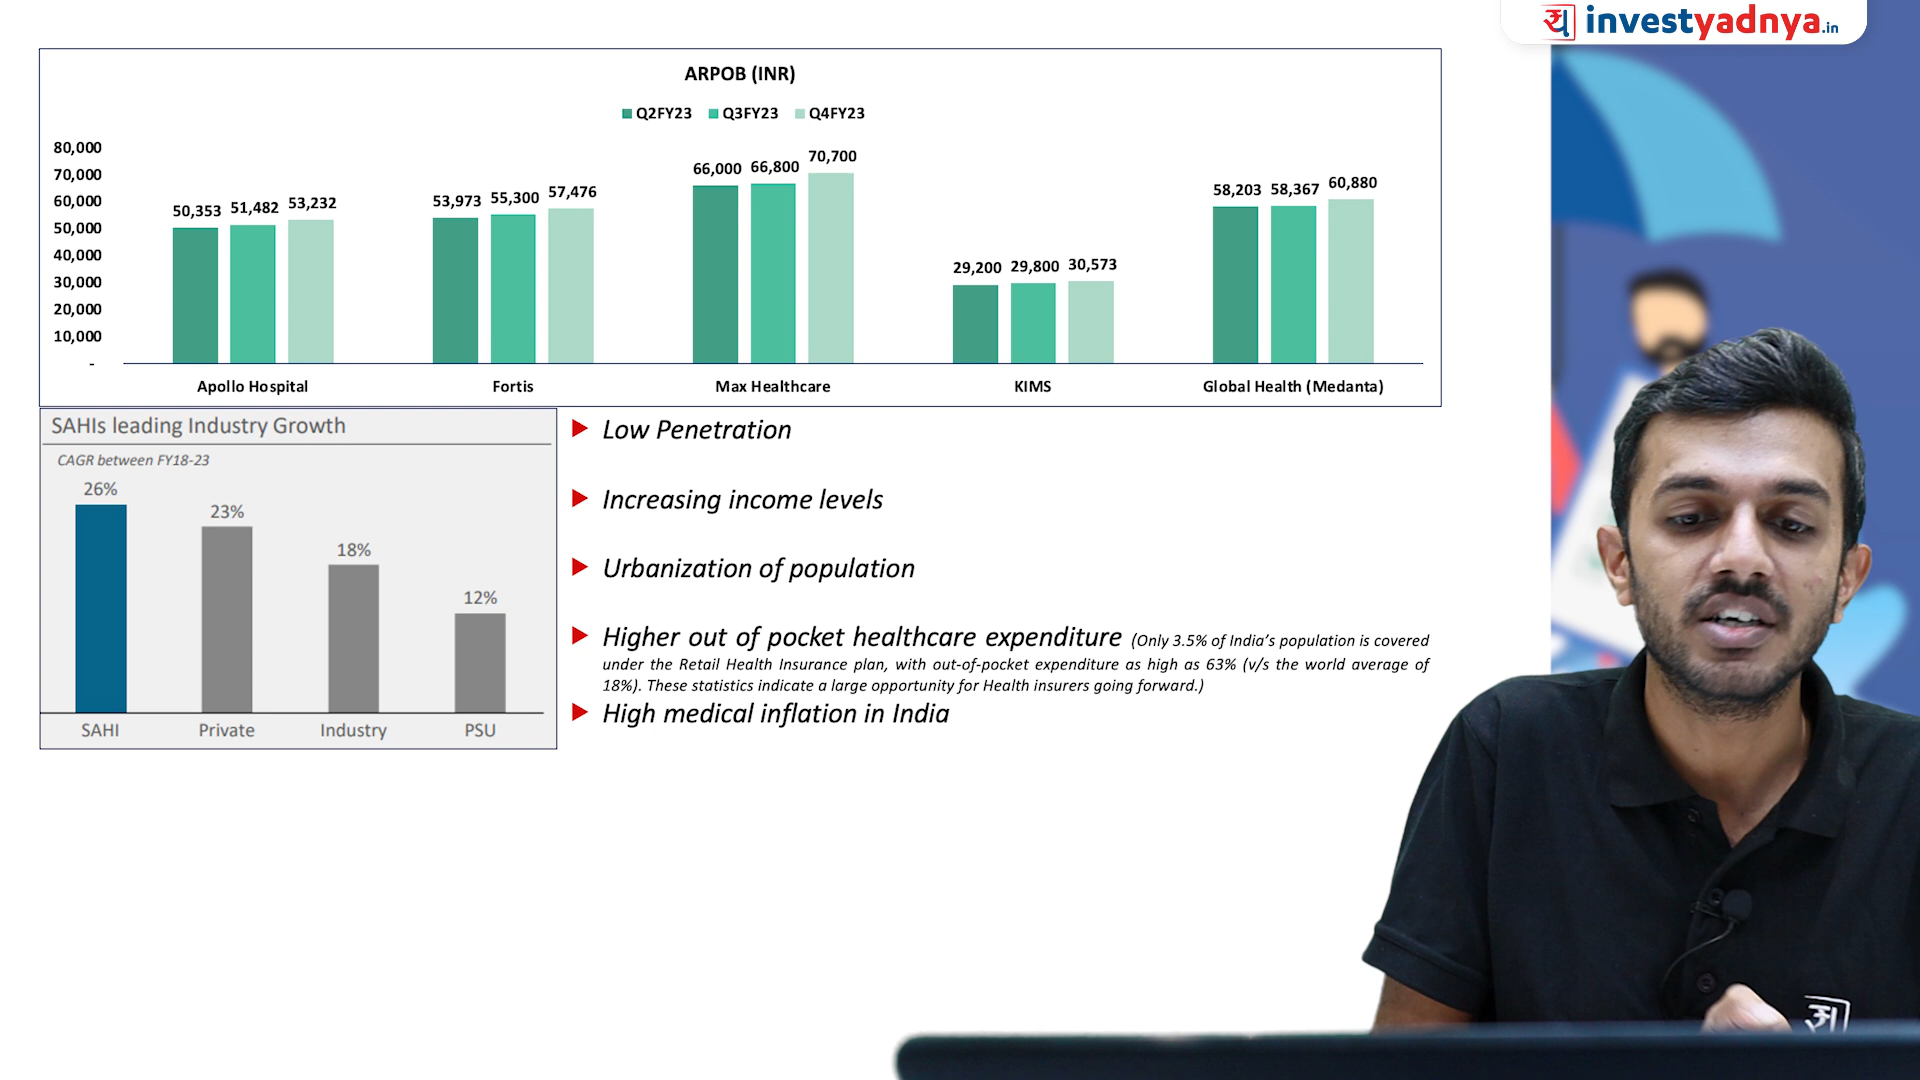 investyadnya.in
ARPOB (INR)
Q2FY23 Q3FY23 Q4FY23
80,000
70,000
60,000
50,000
40,000
30,000
20,000
10,000
-
50,353 51,482 53,232
53,973 55,300 57,476
66,000 66,800 70,700
29,200 29,800 30,573
58,203 58,367 60,880
Apollo Hospital Fortis Max Healthcare KIMS Global Health (Medanta)
SAHIs leading Industry Growth
CAGR between FY18-23
26%
23%
18%
12%
SAHI Private Industry PSU
Low Penetration
Increasing income levels
Urbanization of population
Higher out of pocket healthcare expenditure (Only 3.5% of India’s population is covered
under the Retail Health Insurance plan, with out-of-pocket expenditure as high as 63% (v/s the world average of
18%). These statistics indicate a large opportunity for Health insurers going forward.)
High medical inflation in India